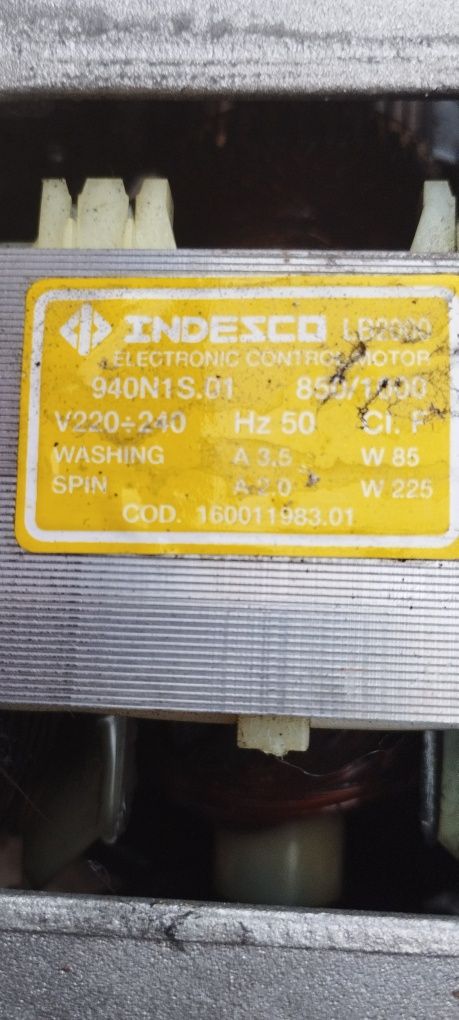 INDESCO LB2000
ELECTRONIC CONTROL MOTOR
940N1S.01 850/1000
V220÷240 Hz 50 Cl. F
WASHING A 3.5 W 85
SPIN A 2.0 W 225
COD. 160011983.01